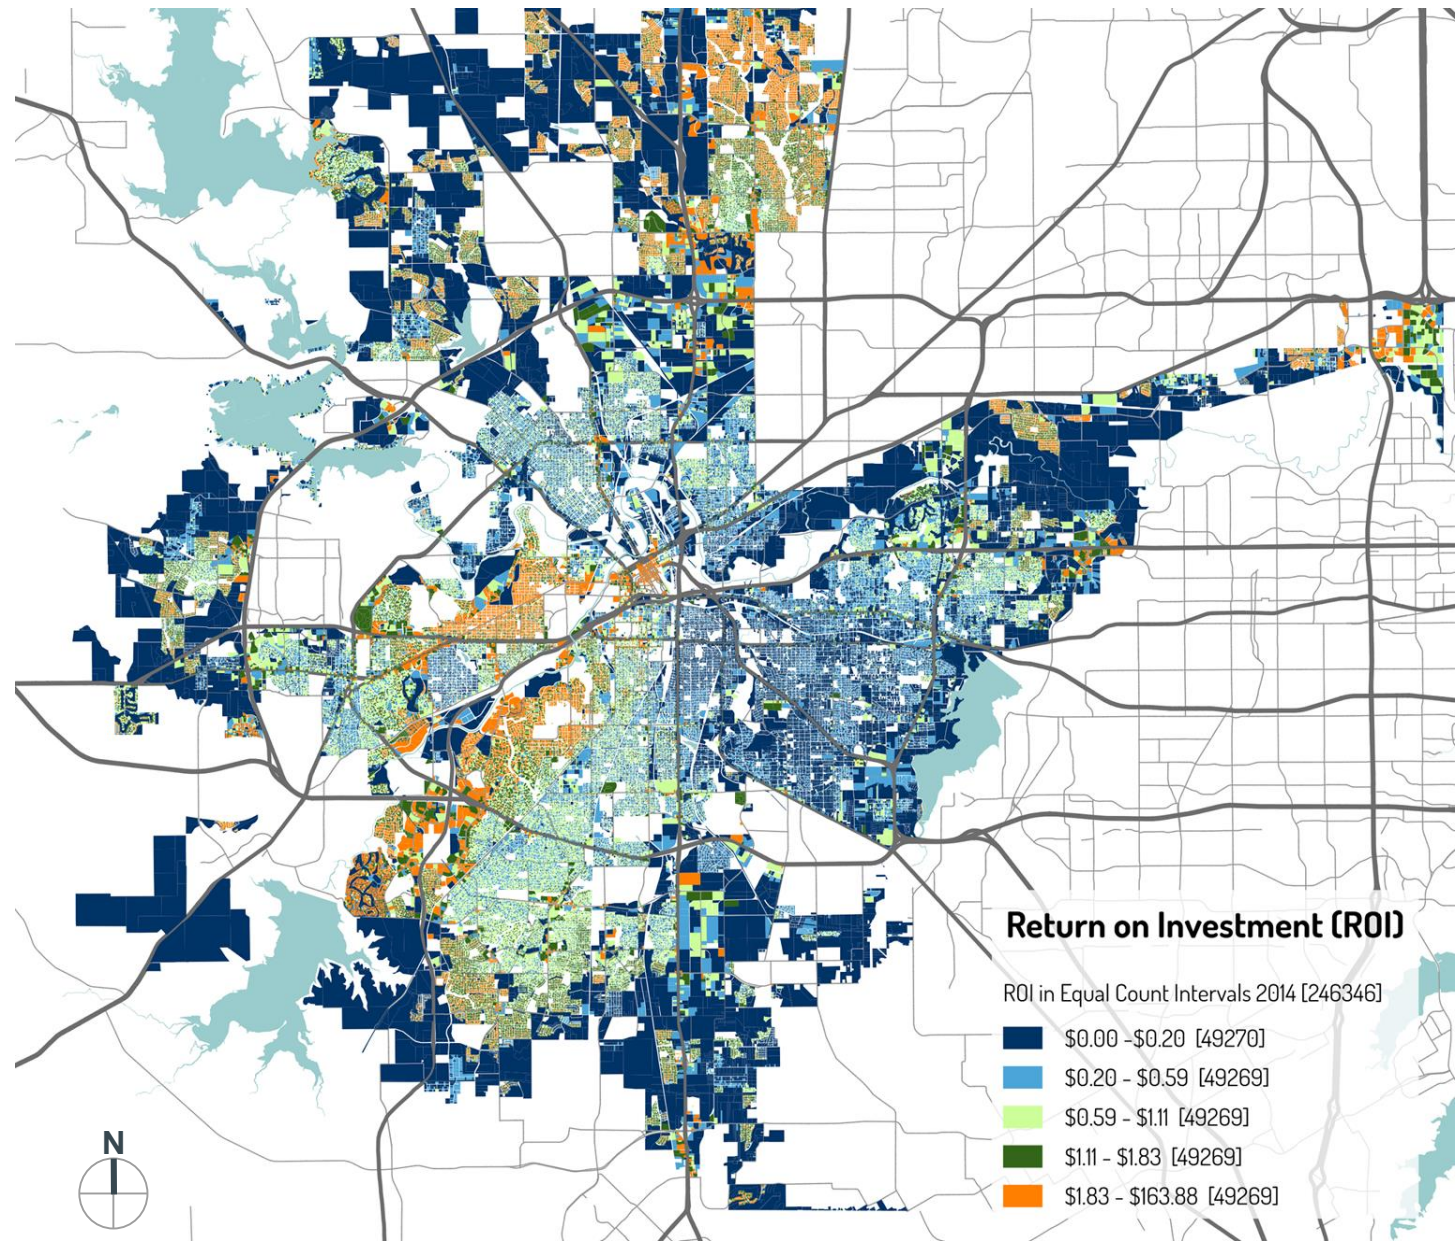 Return on Investment (ROI)
ROI in Equal Count Intervals 2014 [246346]
$0.00 -$0.20 [49270]
$0.20 - $0.59 [49269]
$0.59 - $1.11 [49269]
$1.11 - $1.83 [49269]
$1.83 - $163.88 [49269]
N